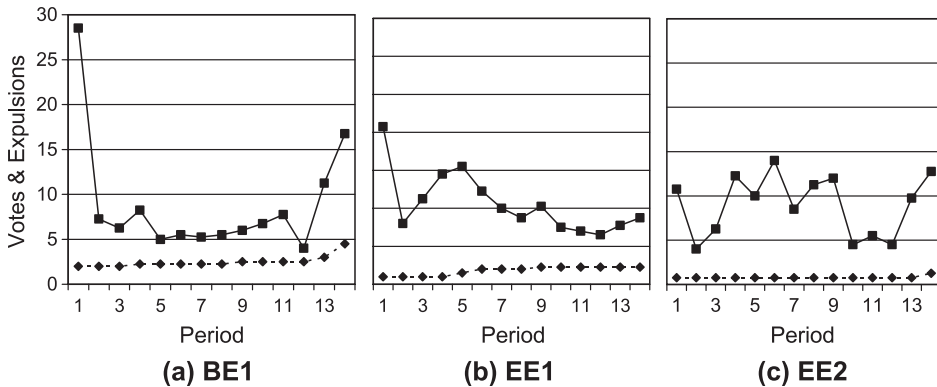 Votes & Expulsions
30
25
20
15
10
5
0
1 3 5 7 9 11 13
1 3 5 7 9 11 13
1 3 5 7 9 11 13
Period Period Period
(a) BE1 (b) EE1 (c) EE2